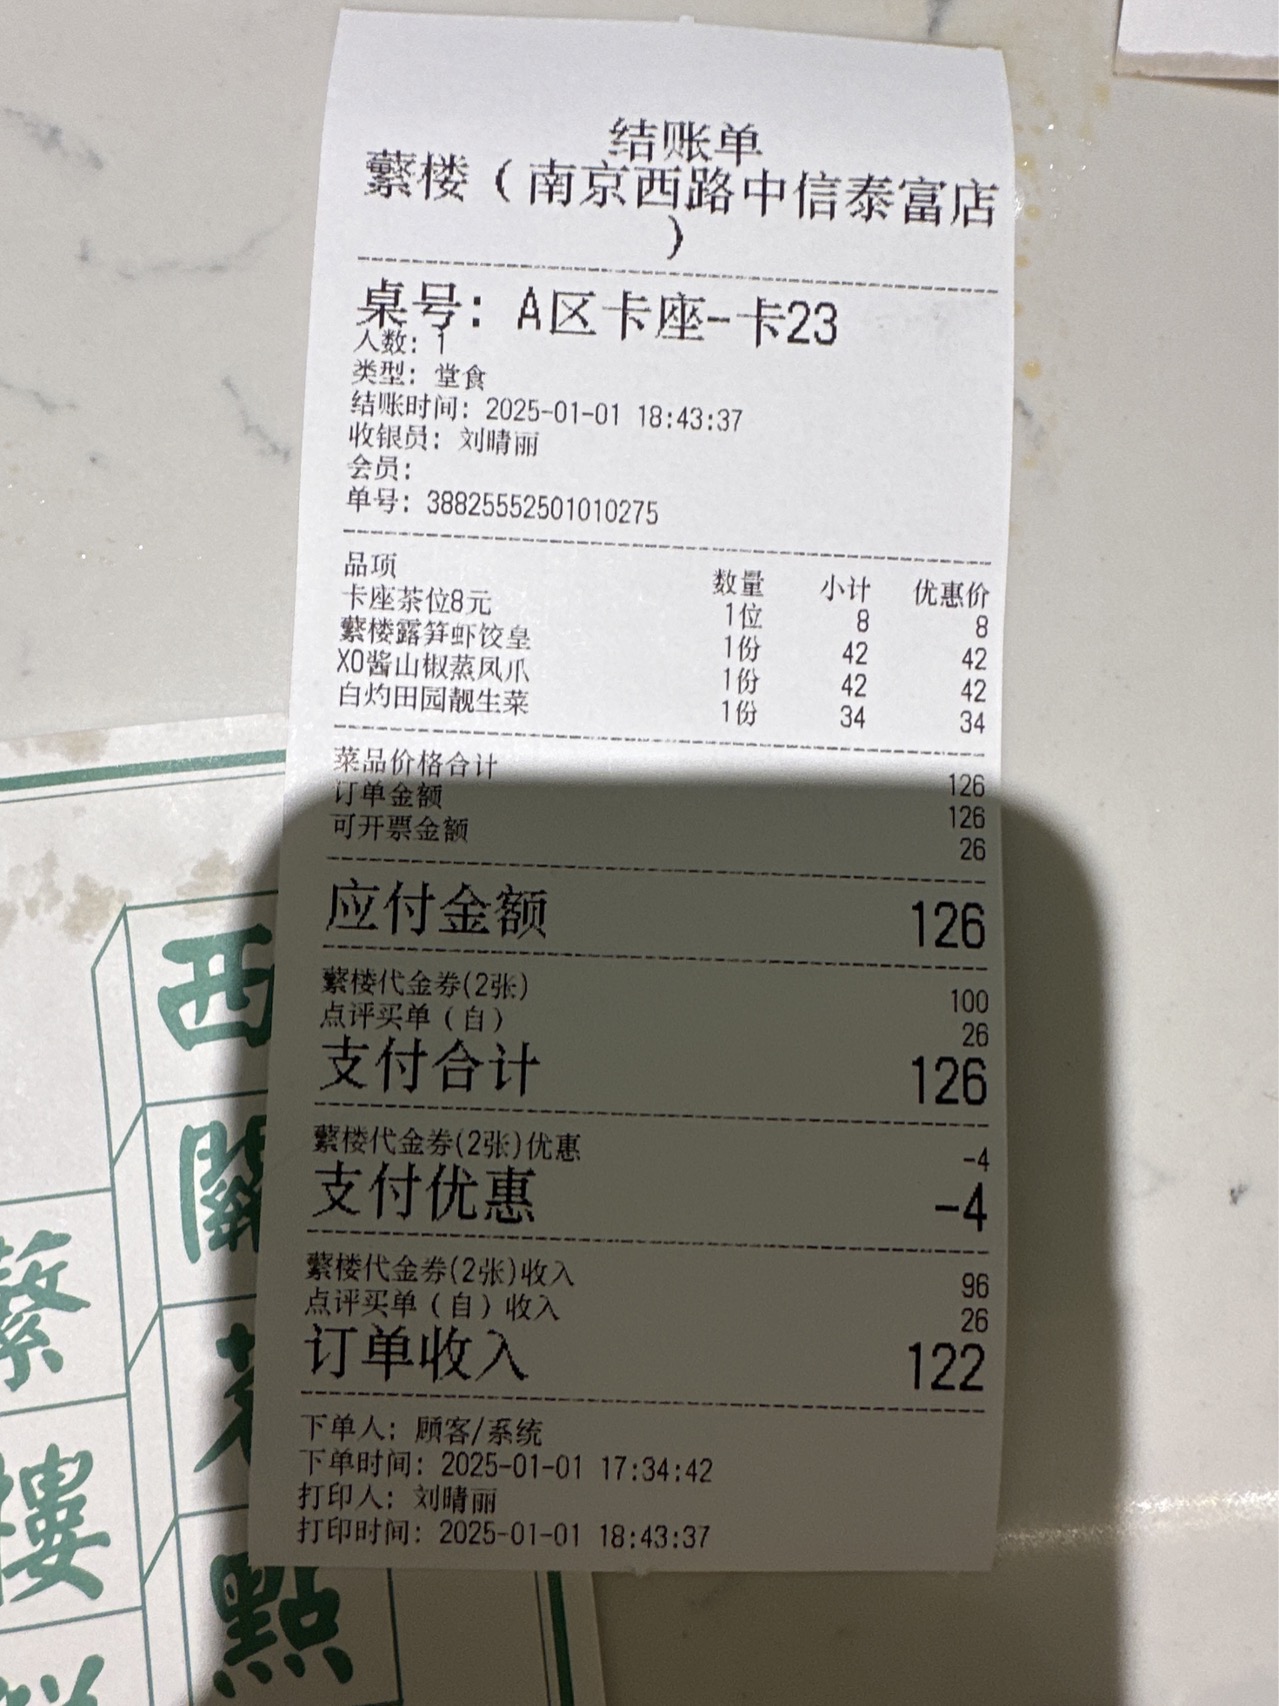 结账单
蘩楼（南京西路中信泰富店
）
桌号：A区卡座-卡23
人数：1
类型：堂食
结账时间：2025-01-01 18:43:37
收银员：刘晴丽
会员：
单号：38825552501010275
品项 数量 小计 优惠价
卡座茶位8元 1位 8 8
蘩楼露笋虾饺皇 1份 42 42
XO酱山椒蒸凤爪 1份 42 42
白灼田园靓生菜 1份 34 34
菜品价格合计 126
订单金额 126
可开票金额 26
应付金额 126
蘩楼代金券(2张) 100
点评买单（自） 26
支付合计 126
蘩楼代金券(2张)优惠 -4
支付优惠 -4
蘩楼代金券(2张)收入 96
点评买单（自）收入 26
订单收入 122
下单人：顾客/系统
下单时间：2025-01-01 17:34:42
打印人：刘晴丽
打印时间：2025-01-01 18:43:37
西
關
點
樓